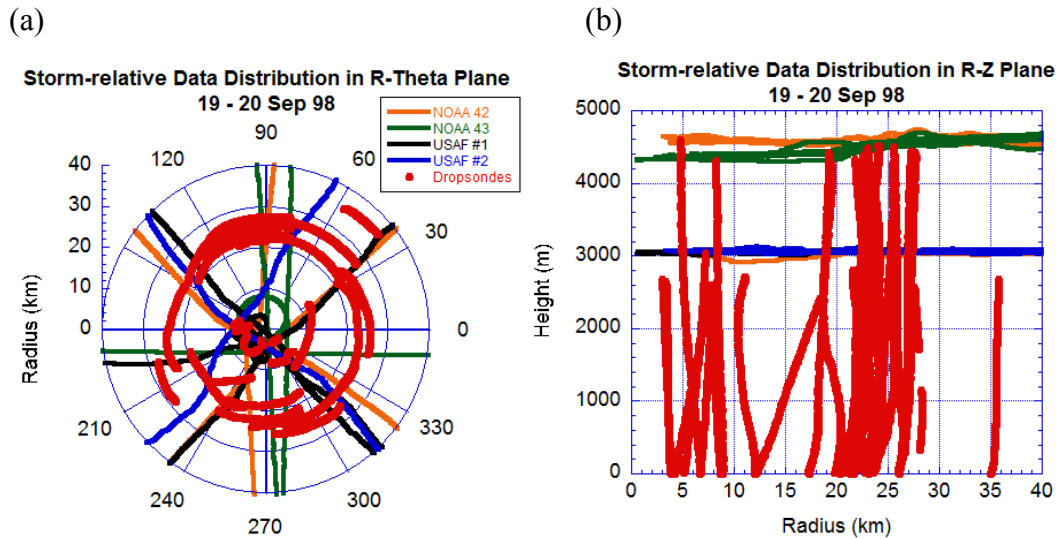 (a)
Storm-relative Data Distribution in R-Theta Plane
19 - 20 Sep 98
NOAA 42
NOAA 43
USAF #1
USAF #2
Dropsondes
90
120
60
30
0
330
300
270
240
210
40
30
20
10
0
10
20
30
40
Radius (km)
(b)
Storm-relative Data Distribution in R-Z Plane
19 - 20 Sep 98
5000
4000
3000
2000
1000
0
Height (m)
0
5
10
15
20
25
30
35
40
Radius (km)